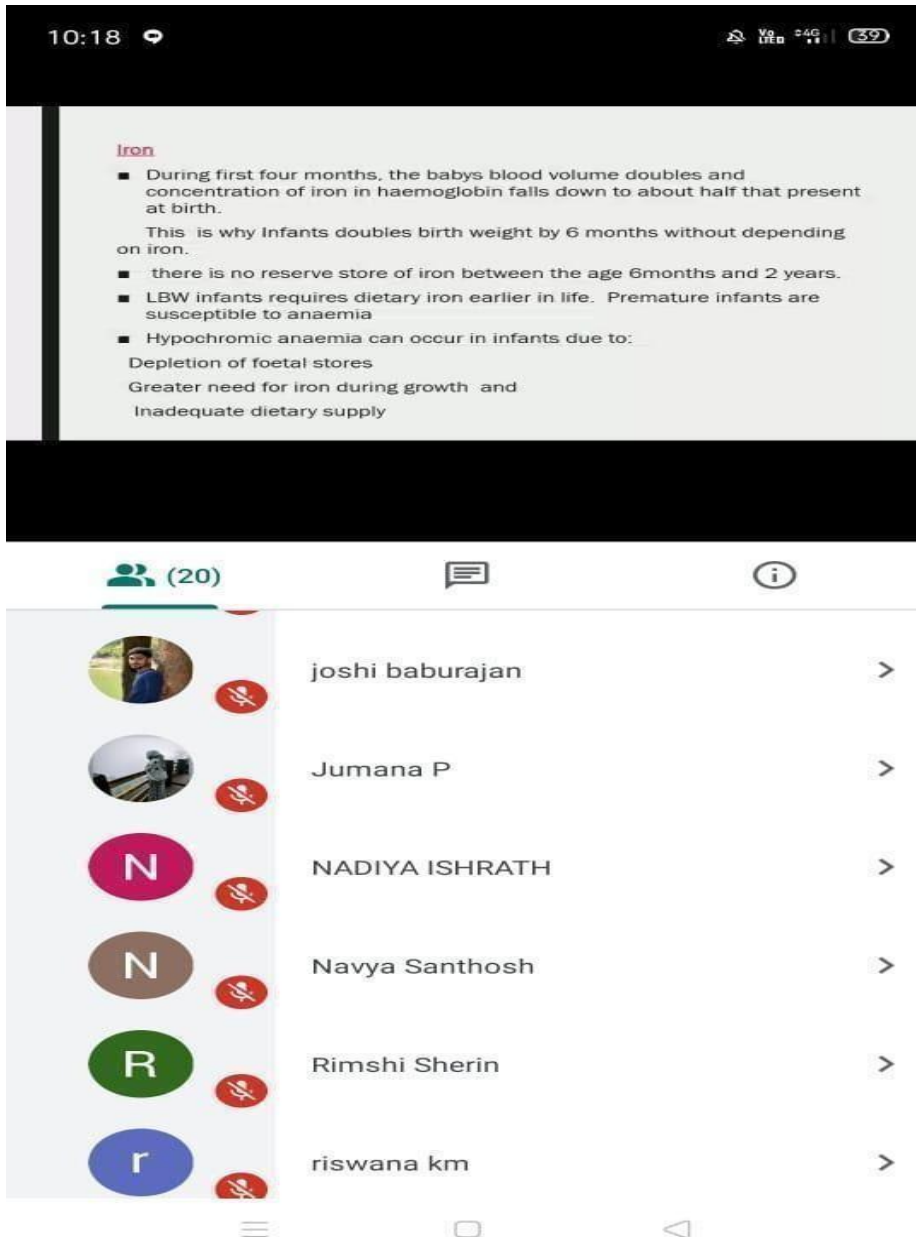 10:18
Vo LTE 4G 39
Iron
■ During first four months, the babys blood volume doubles and
concentration of iron in haemoglobin falls down to about half that present
at birth.
This is why Infants doubles birth weight by 6 months without depending
on iron.
■ there is no reserve store of iron between the age 6months and 2 years.
■ LBW infants requires dietary iron earlier in life. Premature infants are
susceptible to anaemia
■ Hypochromic anaemia can occur in infants due to:
Depletion of foetal stores
Greater need for iron during growth and
Inadequate dietary supply
(20)
joshi baburajan
Jumana P
N NADIYA ISHRATH
N Navya Santhosh
R Rimshi Sherin
r riswana km